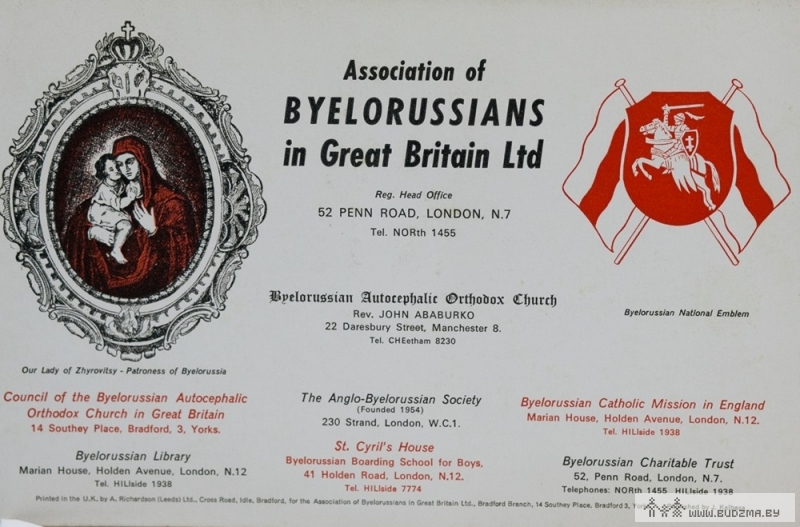 Association of
BYELORUSSIANS
in Great Britain Ltd
Reg. Head Office
52 PENN ROAD, LONDON, N.7
Tel. NORth 1455
Byelorussian Autocephalic Orthodox Church
Rev. JOHN ABABURKO
22 Daresbury Street, Manchester 8.
Tel. CHEetham 8230
Byelorussian National Emblem
Our Lady of Zhyrovitsy - Patroness of Byelorussia
Council of the Byelorussian Autocephalic
Orthodox Church in Great Britain
14 Southey Place, Bradford, 3, Yorks.
Byelorussian Library
Marian House, Holden Avenue, London, N.12
Tel. HILlside 1938
The Anglo-Byelorussian Society
(Founded 1954)
230 Strand, London, W.C.1.
St. Cyril's House
Byelorussian Boarding School for Boys,
41 Holden Road, London, N.12.
Tel. HILlside 7774
Byelorussian Catholic Mission in England
Marian House, Holden Avenue, London, N.12.
Tel. HILlside 1938
Byelorussian Charitable Trust
52, Penn Road, London, N.7.
Telephones: NORth 1455 HILlside 1938
Printed in the U.K. by A. Richardson (Leeds) Ltd., Cross Road, Idle, Bradford, for the Association of Byelorussians in Great Britain Ltd., Bradford Branch, 14 Southey Place, Bradford 3,
WWW.BUDZMA.BY